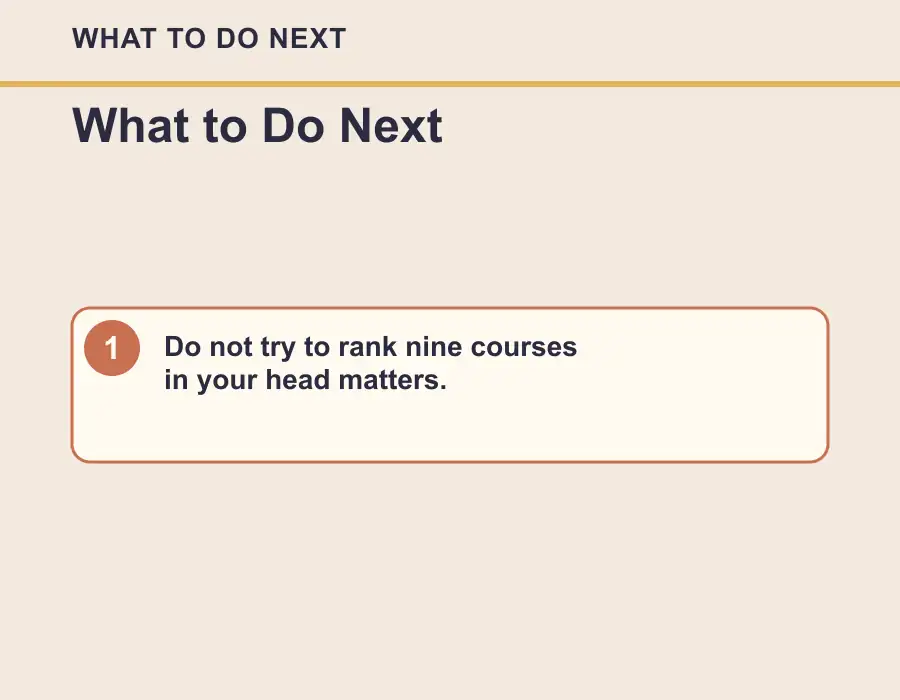 WHAT TO DO NEXT
What to Do Next
1
Do not try to rank nine courses
in your head matters.